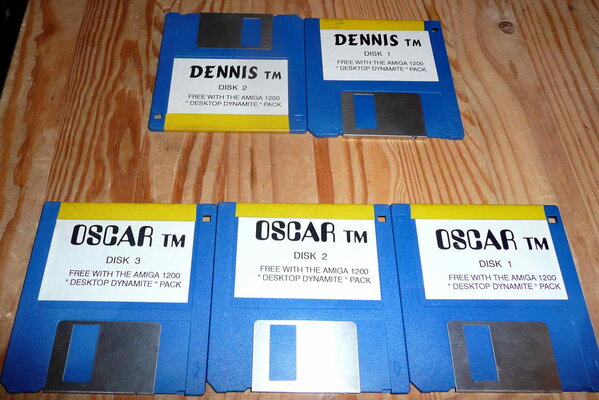 DENNIS TM
DISK 2
FREE WITH THE AMIGA 1200
" DESKTOP DYNAMITE " PACK
DENNIS TM
DISK 1
FREE WITH THE AMIGA 1200
" DESKTOP DYNAMITE " PACK
OSCAR TM
DISK 3
FREE WITH THE AMIGA 1200
" DESKTOP DYNAMITE " PACK
OSCAR TM
DISK 2
FREE WITH THE AMIGA 1200
" DESKTOP DYNAMITE " PACK
OSCAR TM
DISK 1
FREE WITH THE AMIGA 1200
" DESKTOP DYNAMITE " PACK